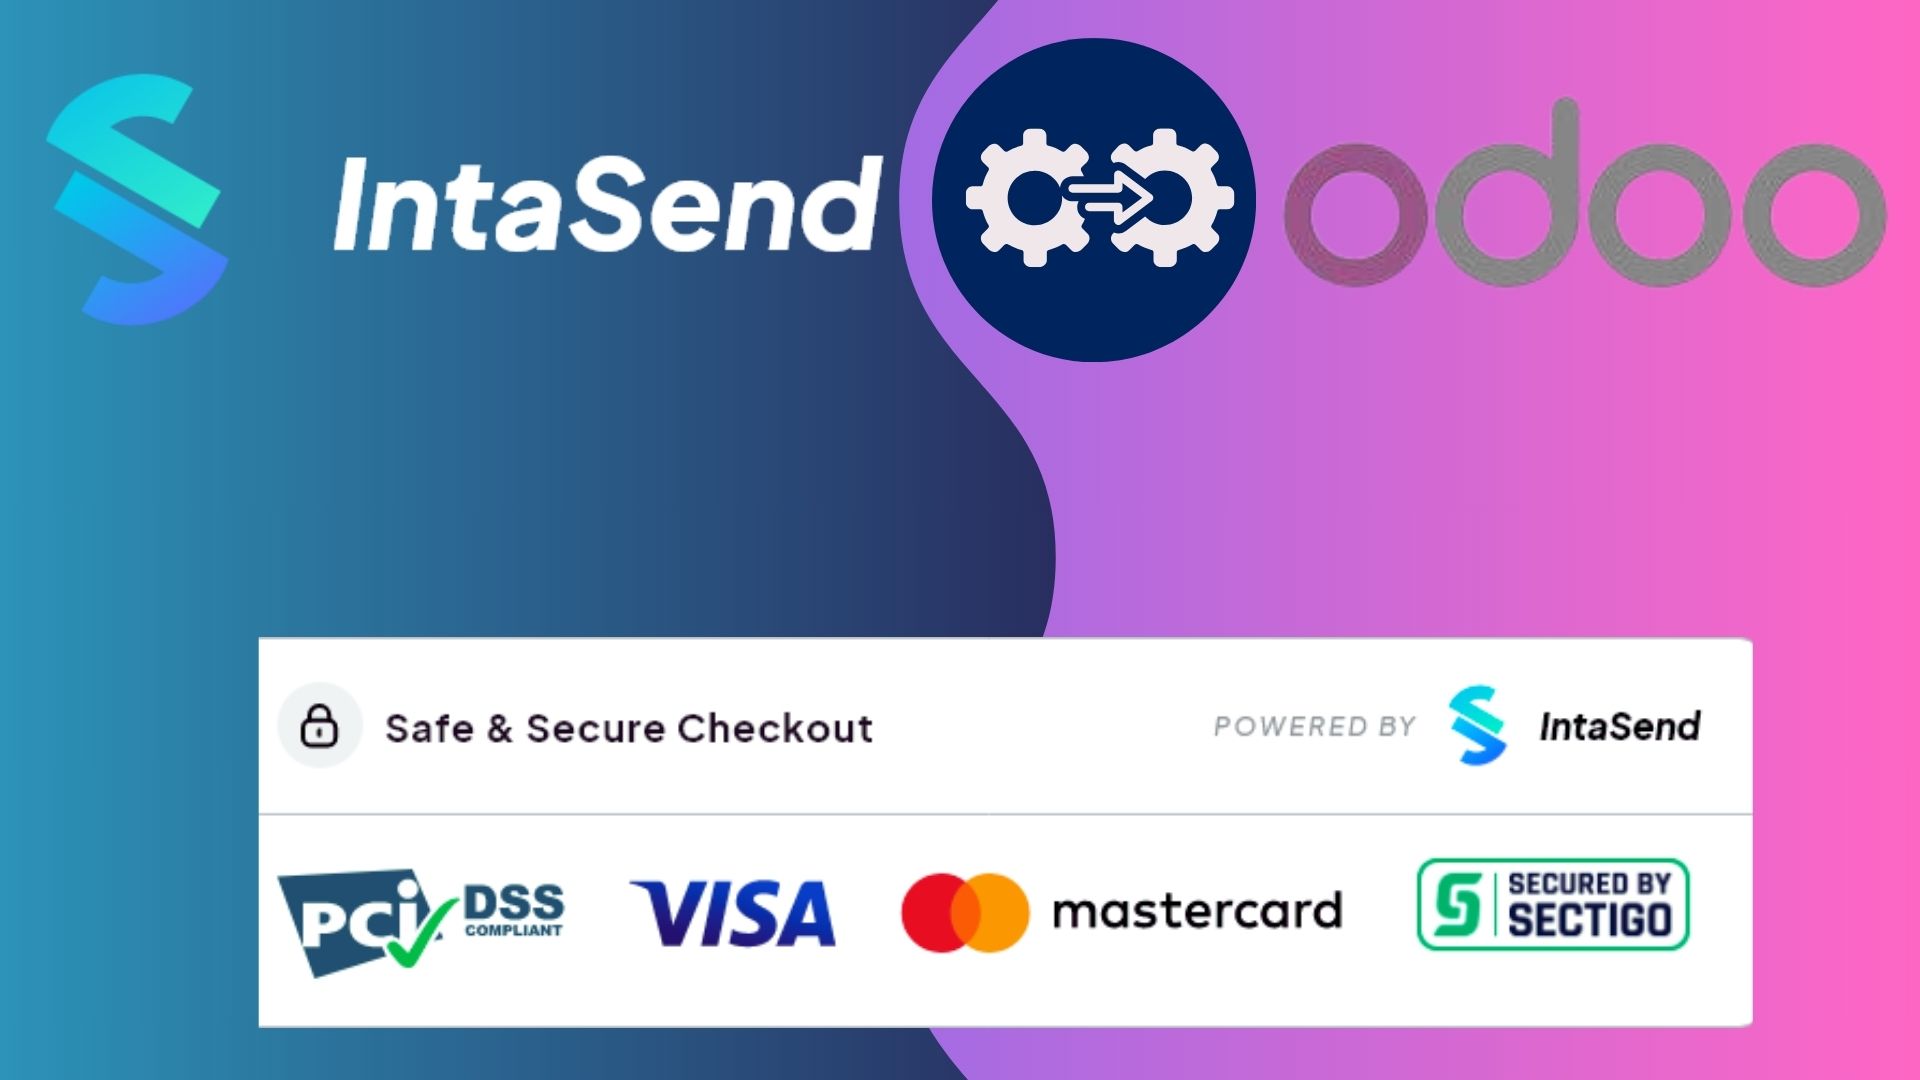 IntaSend
odoo
Safe & Secure Checkout
POWERED BY IntaSend
PCi DSS COMPLIANT
VISA
mastercard
SECURED BY
SECTIGO